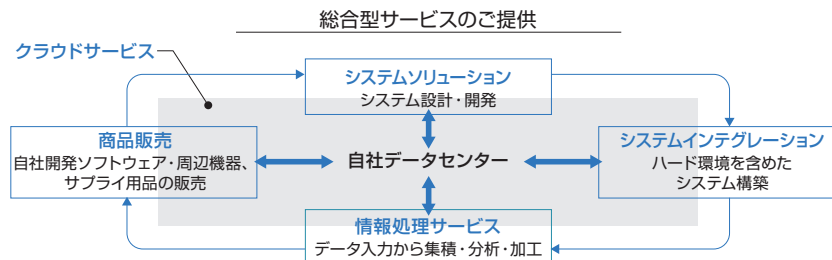 総合型サービスのご提供
クラウドサービス
システムソリューション
システム設計・開発
商品販売
自社開発ソフトウェア・周辺機器、
サプライ用品の販売
自社データセンター
システムインテグレーション
ハード環境を含めた
システム構築
情報処理サービス
データ入力から集積・分析・加工